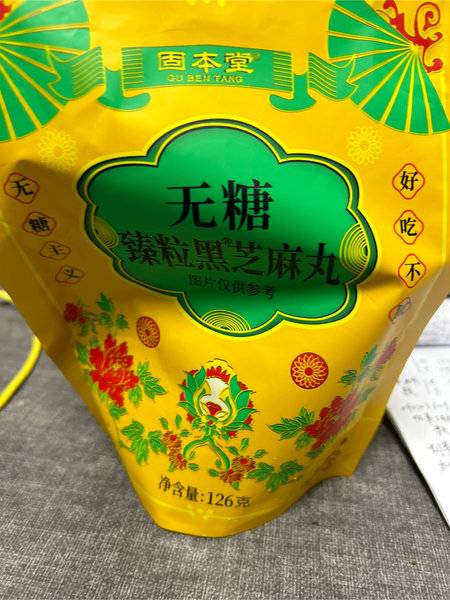 固本堂
GU BEN TANG
无糖
臻粒黑芝麻丸
图片仅供参考
无糖主义
好吃不
净含量:126克